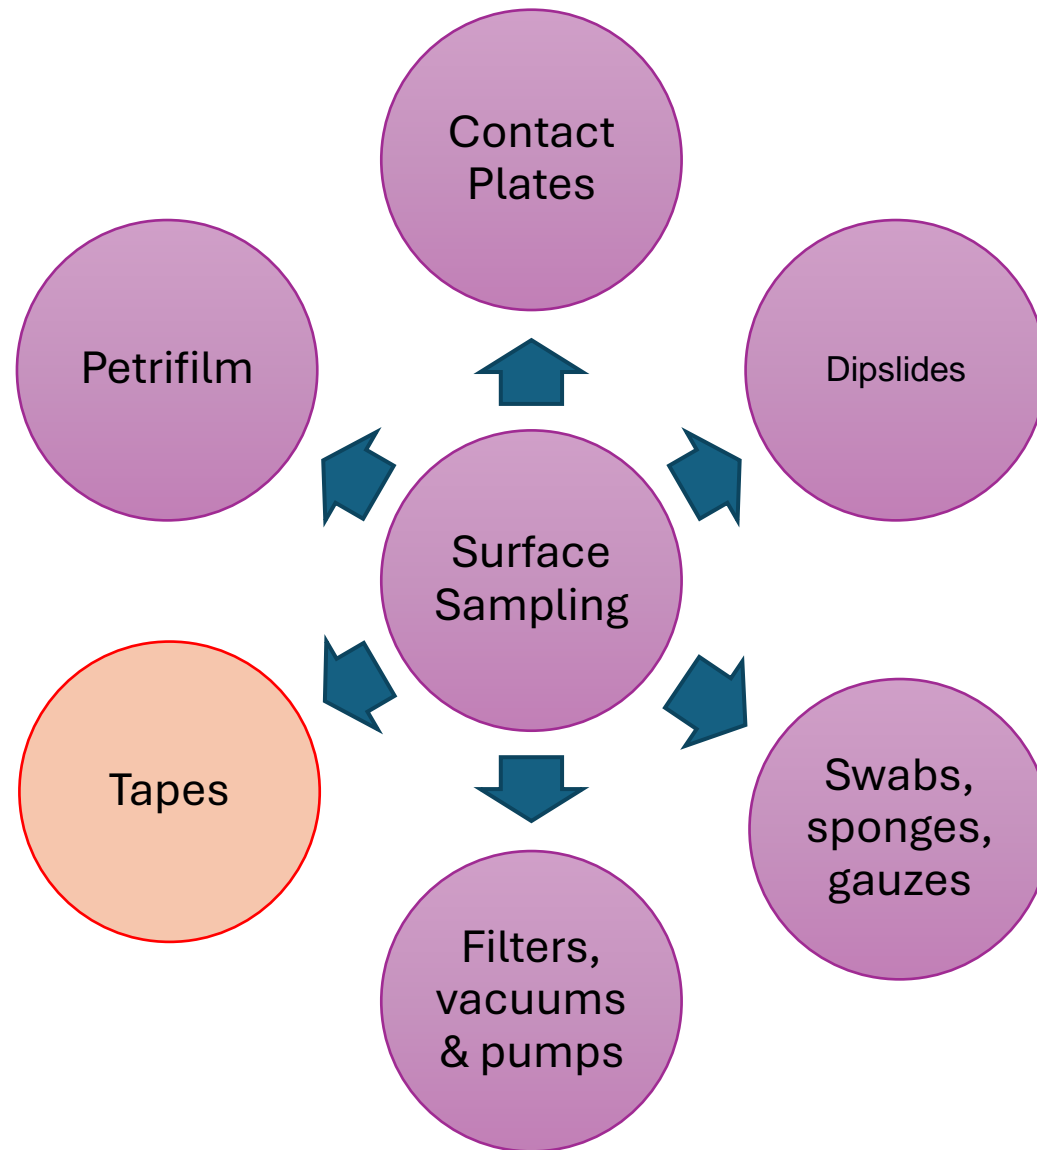 Contact
Plates
Petrifilm
Dipslides
Surface
Sampling
Tapes
Swabs,
sponges,
gauzes
Filters,
vacuums
& pumps